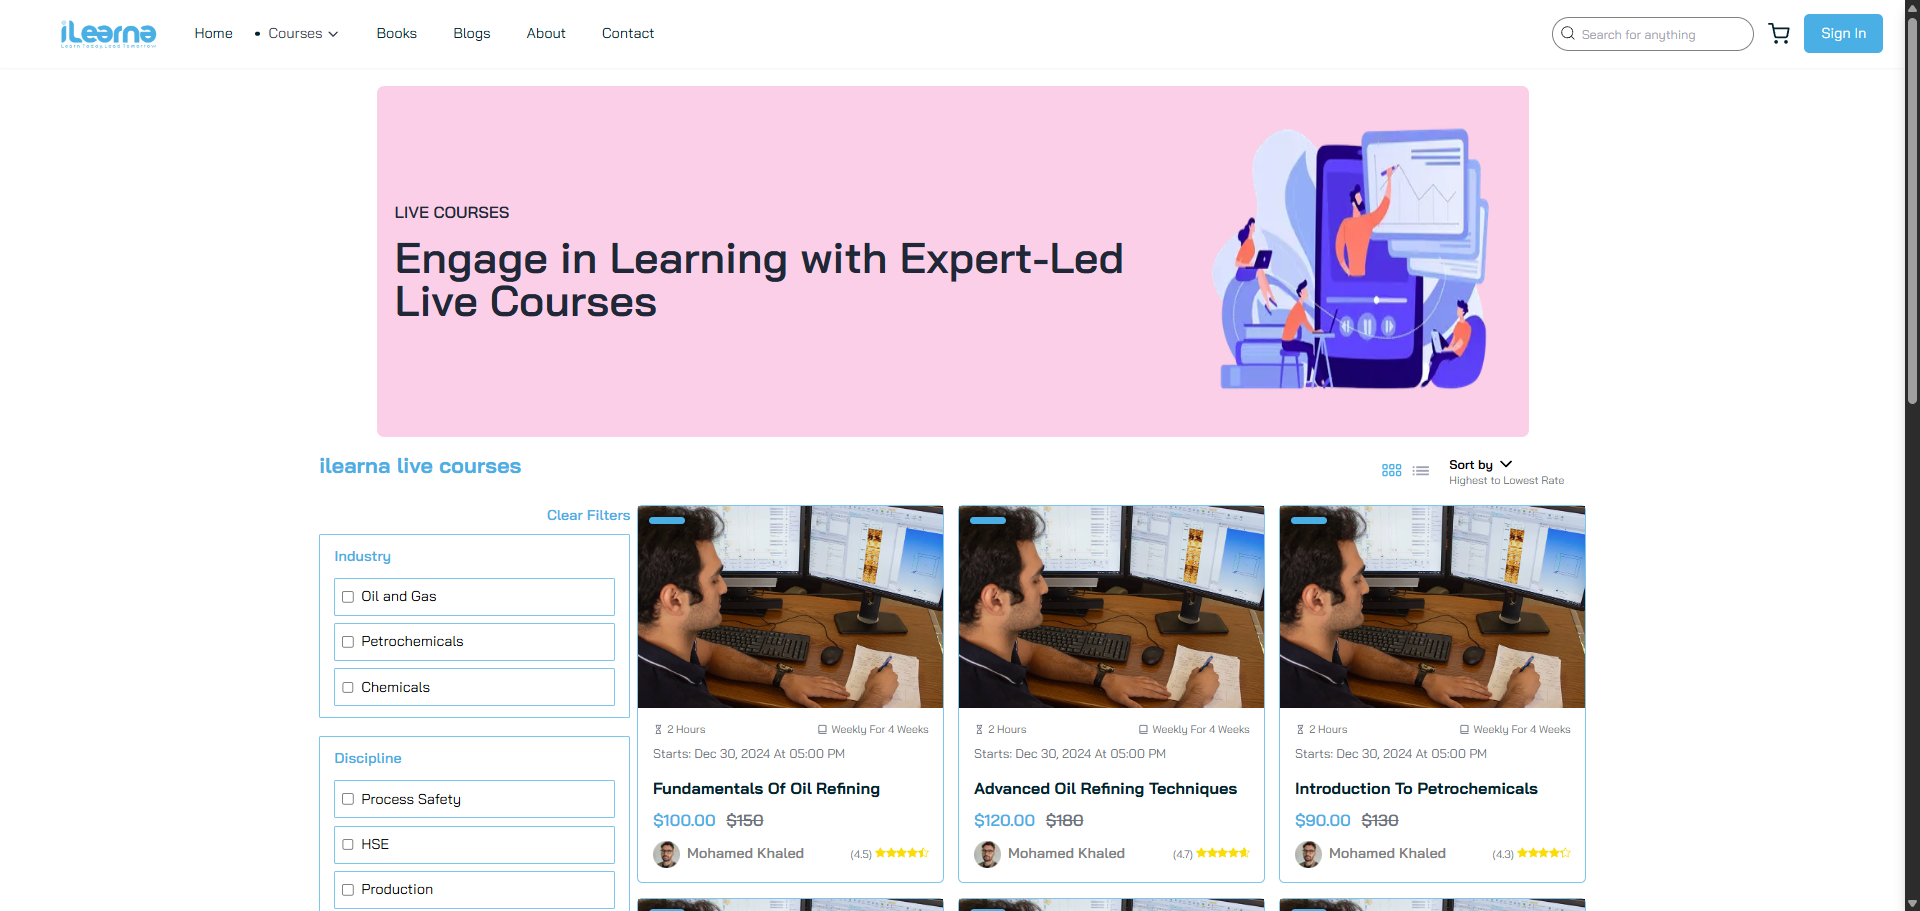 iLearna
Learn Today, Lead Tomorrow
Home
Courses
Books
Blogs
About
Contact
Search for anything
Sign In
LIVE COURSES
Engage in Learning with Expert-Led
Live Courses
ilearna live courses
Sort by
Highest to Lowest Rate
Clear Filters
Industry
Oil and Gas
Petrochemicals
Chemicals
Discipline
Process Safety
HSE
Production
2 Hours
Weekly For 4 Weeks
Starts: Dec 30, 2024 At 05:00 PM
Fundamentals Of Oil Refining
$100.00 $150
Mohamed Khaled
(4.5)
2 Hours
Weekly For 4 Weeks
Starts: Dec 30, 2024 At 05:00 PM
Advanced Oil Refining Techniques
$120.00 $180
Mohamed Khaled
(4.7)
2 Hours
Weekly For 4 Weeks
Starts: Dec 30, 2024 At 05:00 PM
Introduction To Petrochemicals
$90.00 $130
Mohamed Khaled
(4.3)